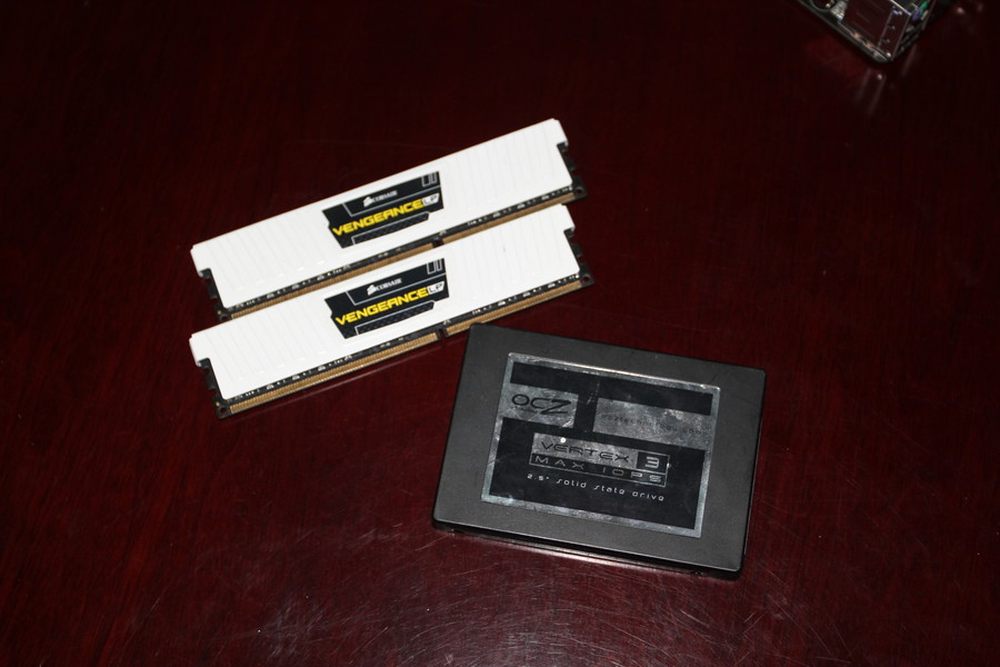 CORSAIR
VENGEANCE LP
CORSAIR
VENGEANCE LP
OCZ
VERTEX 3
MAX IOPS
2.5" solid state drive